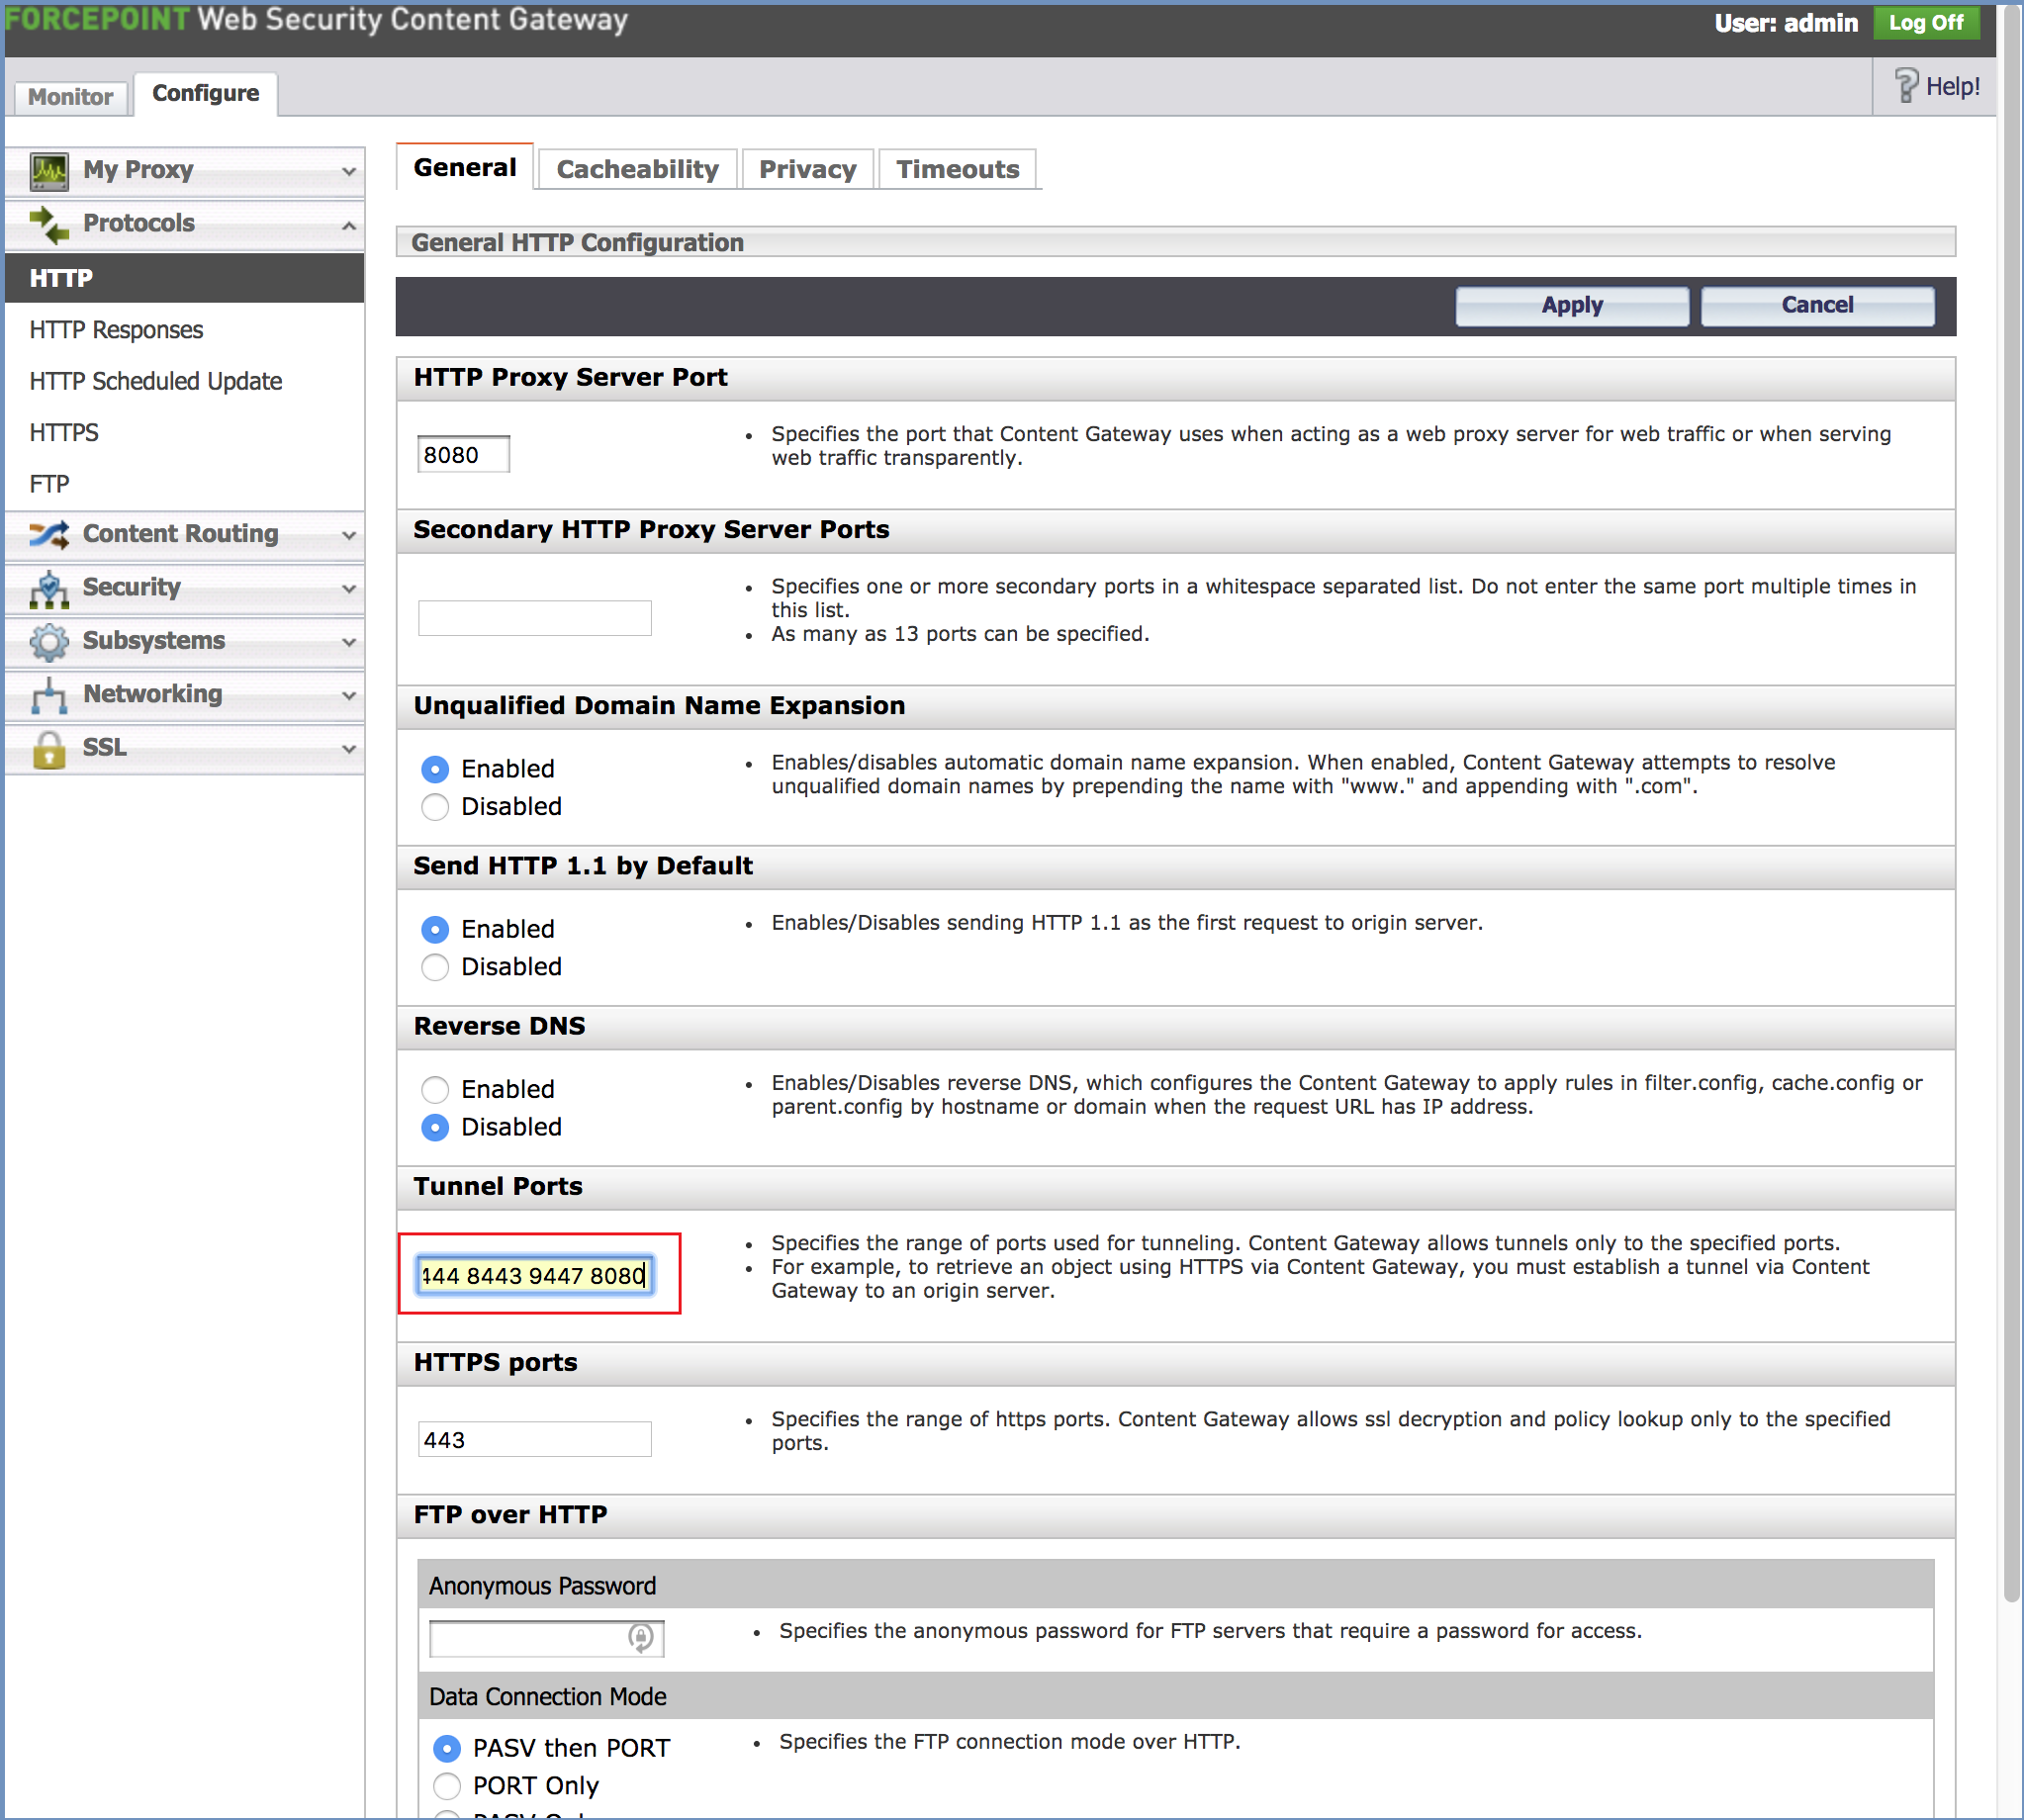 FORCEPOINT Web Security Content Gateway
User: admin
Log Off
Monitor
Configure
Help!
My Proxy
Protocols
HTTP
HTTP Responses
HTTP Scheduled Update
HTTPS
FTP
Content Routing
Security
Subsystems
Networking
SSL
General
Cacheability
Privacy
Timeouts
General HTTP Configuration
Apply
Cancel
HTTP Proxy Server Port
8080
• Specifies the port that Content Gateway uses when acting as a web proxy server for web traffic or when serving
web traffic transparently.
Secondary HTTP Proxy Server Ports
• Specifies one or more secondary ports in a whitespace separated list. Do not enter the same port multiple times in
this list.
• As many as 13 ports can be specified.
Unqualified Domain Name Expansion
Enabled
Disabled
• Enables/disables automatic domain name expansion. When enabled, Content Gateway attempts to resolve
unqualified domain names by prepending the name with "www." and appending with ".com".
Send HTTP 1.1 by Default
Enabled
Disabled
• Enables/Disables sending HTTP 1.1 as the first request to origin server.
Reverse DNS
Enabled
Disabled
• Enables/Disables reverse DNS, which configures the Content Gateway to apply rules in filter.config, cache.config or
parent.config by hostname or domain when the request URL has IP address.
Tunnel Ports
444 8443 9447 8080
• Specifies the range of ports used for tunneling. Content Gateway allows tunnels only to the specified ports.
• For example, to retrieve an object using HTTPS via Content Gateway, you must establish a tunnel via Content
Gateway to an origin server.
HTTPS ports
443
• Specifies the range of https ports. Content Gateway allows ssl decryption and policy lookup only to the specified
ports.
FTP over HTTP
Anonymous Password
• Specifies the anonymous password for FTP servers that require a password for access.
Data Connection Mode
PASV then PORT
PORT Only
• Specifies the FTP connection mode over HTTP.